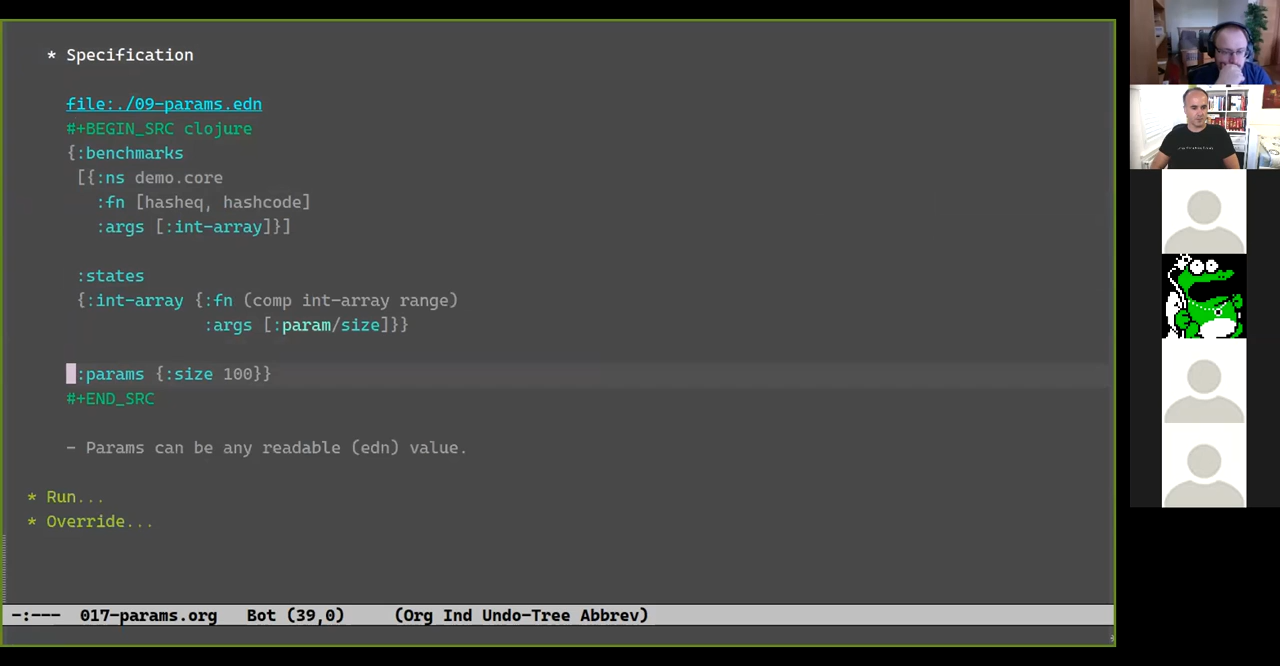 * Specification
file:./09-params.edn
#+BEGIN_SRC clojure
{:benchmarks
[{:ns demo.core
:fn [hasheq, hashcode]
:args [:int-array]}]
:states
{:int-array {:fn (comp int-array range)
:args [:param/size]}}
:params {:size 100}}
#+END_SRC
- Params can be any readable (edn) value.
* Run...
* Override...
-:--- 017-params.org Bot (39,0) (Org Ind Undo-Tree Abbrev)